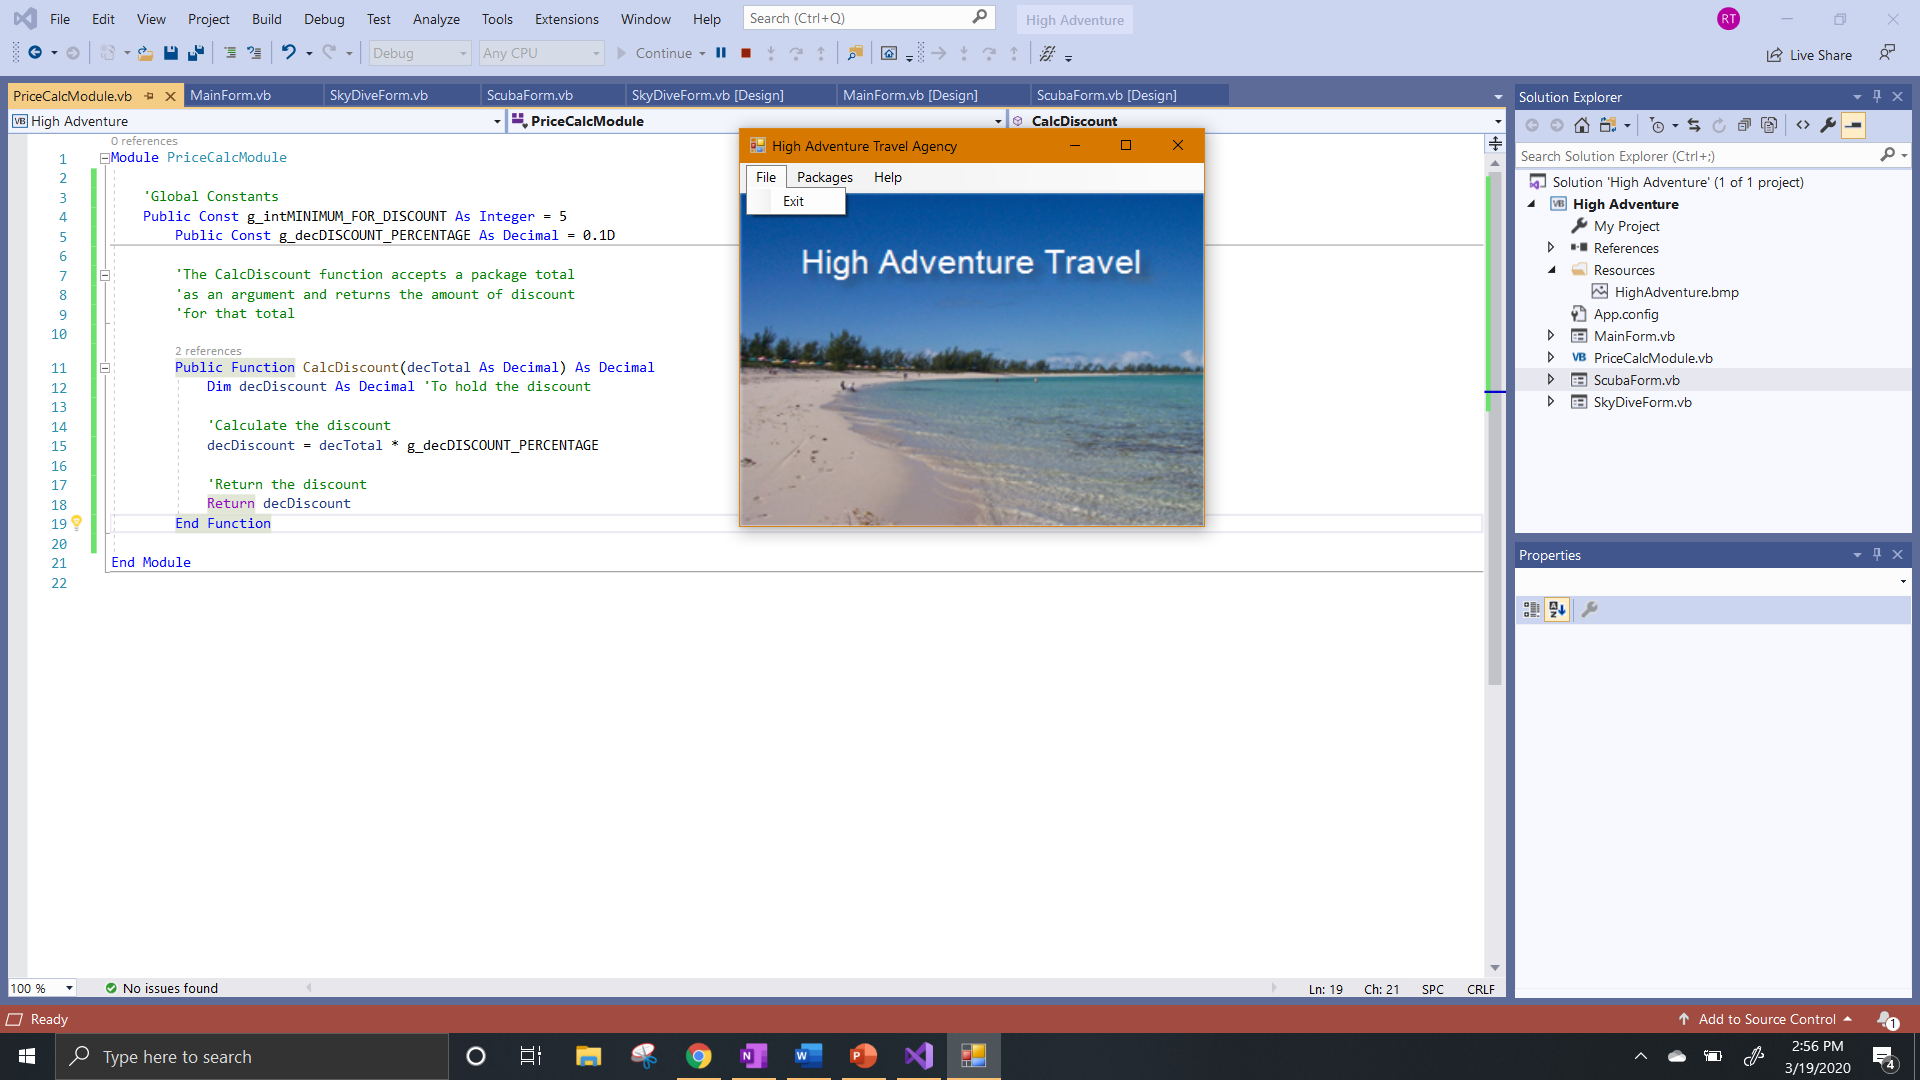 File Edit View Project Build Debug Test Analyze Tools Extensions Window Help Search (Ctrl+Q) High Adventure RT
Debug Any CPU Continue Live Share
PriceCalcModule.vb MainForm.vb SkyDiveForm.vb ScubaForm.vb SkyDiveForm.vb [Design] MainForm.vb [Design] ScubaForm.vb [Design]
VB High Adventure PriceCalcModule CalcDiscount
0 references
1 Module PriceCalcModule
2
3 'Global Constants
4 Public Const g_intMINIMUM_FOR_DISCOUNT As Integer = 5
5 Public Const g_decDISCOUNT_PERCENTAGE As Decimal = 0.1D
6
7 'The CalcDiscount function accepts a package total
8 'as an argument and returns the amount of discount
9 'for that total
10
2 references
11 Public Function CalcDiscount(decTotal As Decimal) As Decimal
12 Dim decDiscount As Decimal 'To hold the discount
13
14 'Calculate the discount
15 decDiscount = decTotal * g_decDISCOUNT_PERCENTAGE
16
17 'Return the discount
18 Return decDiscount
19 End Function
20
21 End Module
22
High Adventure Travel Agency
File Packages Help
Exit
High Adventure Travel
Solution Explorer
Search Solution Explorer (Ctrl+;)
Solution 'High Adventure' (1 of 1 project)
VB High Adventure
My Project
References
Resources
HighAdventure.bmp
App.config
MainForm.vb
VB PriceCalcModule.vb
ScubaForm.vb
SkyDiveForm.vb
Properties
100 % No issues found Ln: 19 Ch: 21 SPC CRLF
Ready Add to Source Control 1
Type here to search
2:56 PM
3/19/2020
4